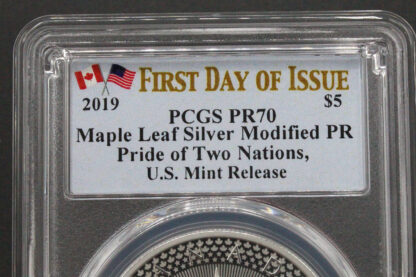 FIRST DAY OF ISSUE
2019 $5
PCGS PR70
Maple Leaf Silver Modified PR
Pride of Two Nations,
U.S. Mint Release
CANADA